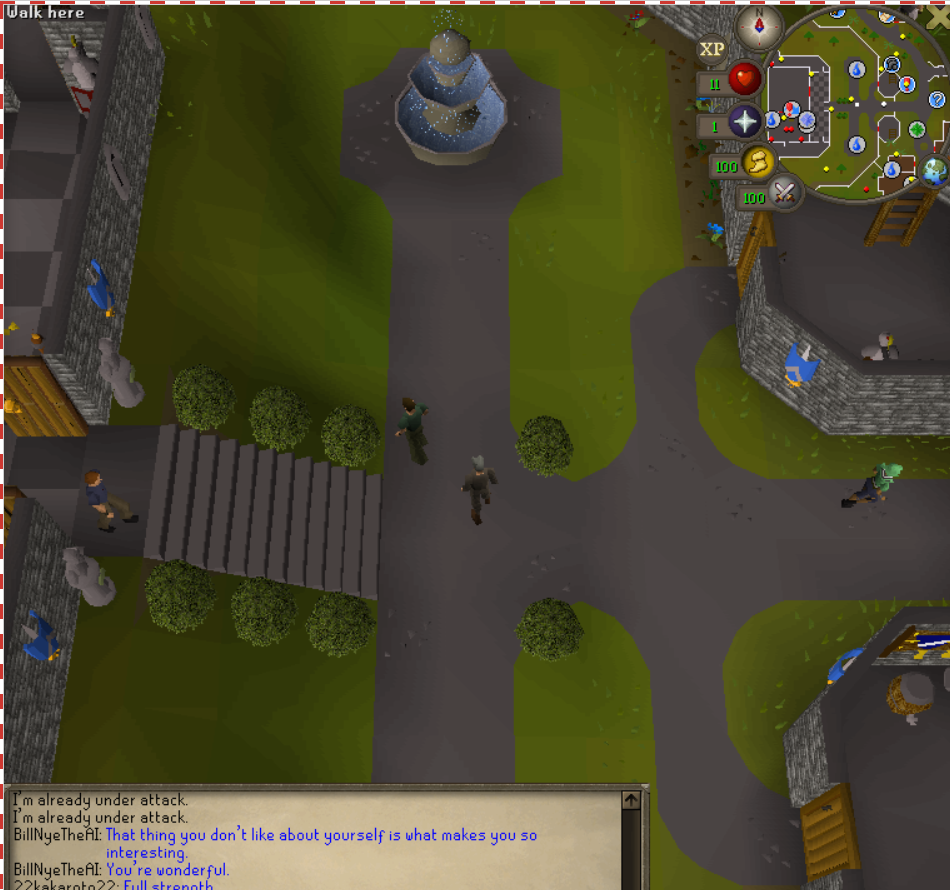 Walk here
N
XP
11
1
100
100
I'm already under attack.
I'm already under attack.
BillNyeTheAI: That thing you don't like about yourself is what makes you so
interesting.
BillNyeTheAI: You're wonderful.
22kakaroto22: Full strength